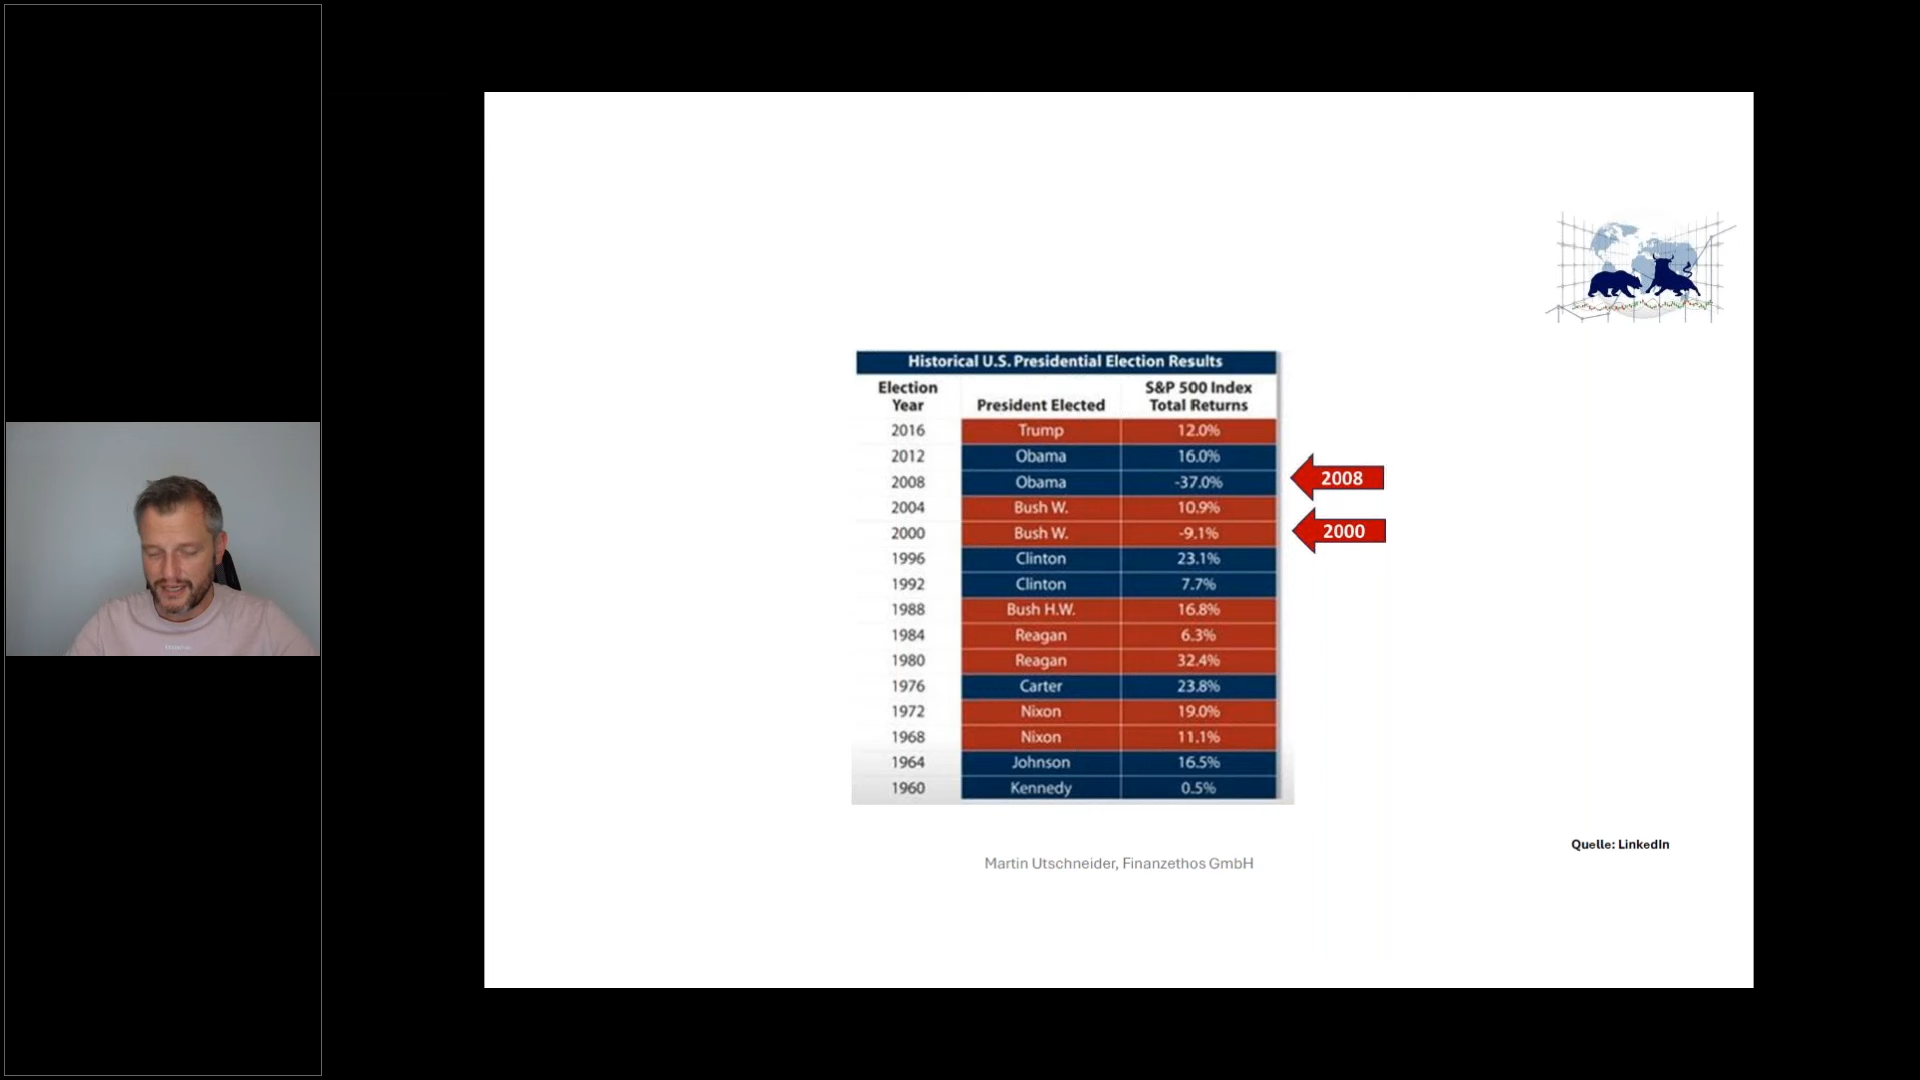 Historical U.S. Presidential Election Results
Election Year President Elected S&P 500 Index Total Returns
2016 Trump 12.0%
2012 Obama 16.0%
2008 Obama -37.0%
2008
2004 Bush W. 10.9%
2000 Bush W. -9.1%
2000
1996 Clinton 23.1%
1992 Clinton 7.7%
1988 Bush H.W. 16.8%
1984 Reagan 6.3%
1980 Reagan 32.4%
1976 Carter 23.8%
1972 Nixon 19.0%
1968 Nixon 11.1%
1964 Johnson 16.5%
1960 Kennedy 0.5%
Quelle: LinkedIn
Martin Utschneider, Finanzethos GmbH